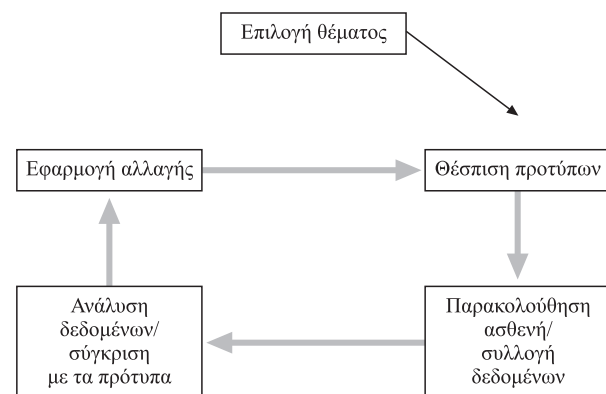 Επιλογή θέματος
Εφαρμογή αλλαγής
Θέσπιση προτύπων
Ανάλυση
δεδομένων/
σύγκριση
με τα πρότυπα
Παρακολούθηση
ασθενή/
συλλογή
δεδομένων